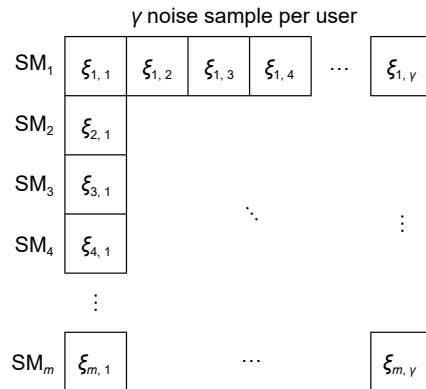 γ noise sample per user
SM₁ ξ₁, ₁ ξ₁, ₂ ξ₁, ₃ ξ₁, ₄ ⋯ ξ₁, ᵧ
SM₂ ξ₂, ₁
SM₃ ξ₃, ₁ ⋱ ⋮
SM₄ ξ₄, ₁
⋮
SMₘ ξₘ, ₁ ⋯ ξₘ, ᵧ